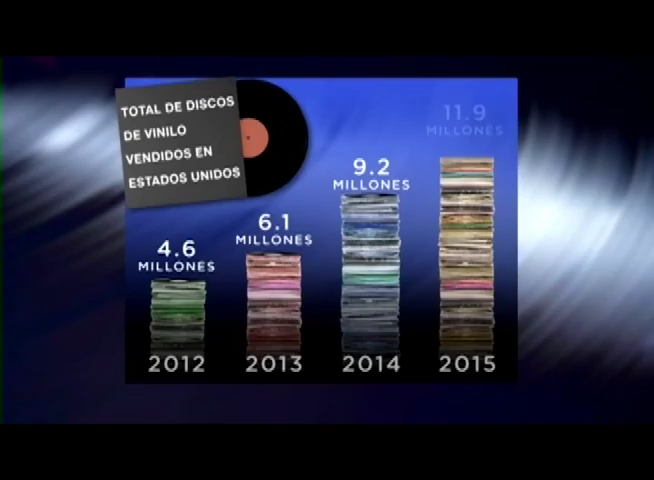 TOTAL DE DISCOS
DE VINILO
VENDIDOS EN
ESTADOS UNIDOS
4.6
MILLONES
6.1
MILLONES
9.2
MILLONES
11.9
MILLONES
2012 2013 2014 2015